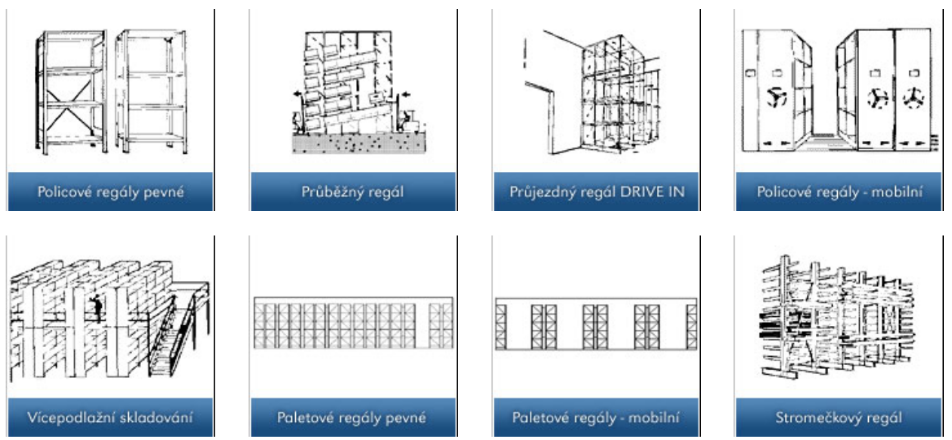 Policové regály pevné
Průběžný regál
Průjezdný regál DRIVE IN
Policové regály - mobilní
Vícepodlažní skladování
Paletové regály pevné
Paletové regály - mobilní
Stromečkový regál